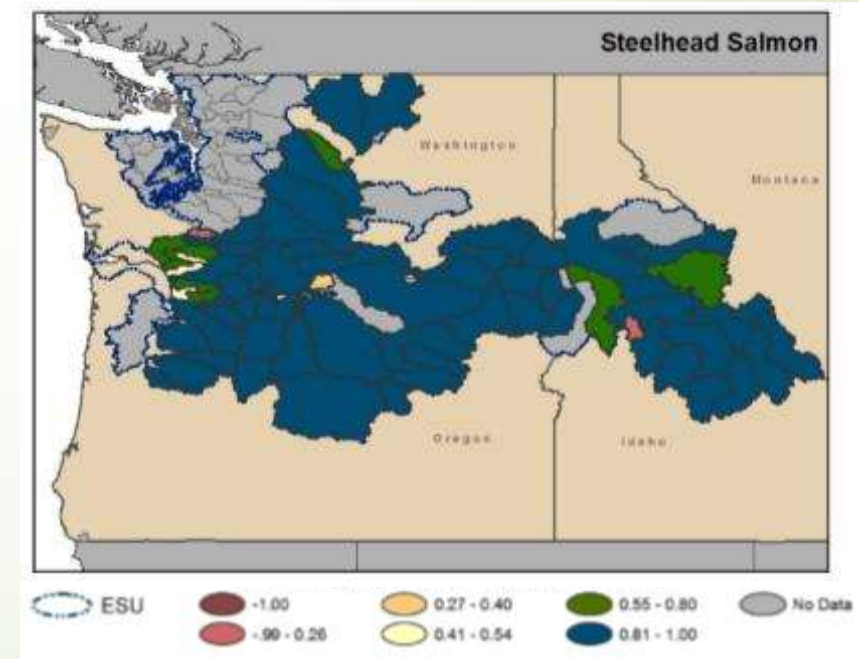 Steelhead Salmon
Washington
Montana
Oregon
Idaho
ESU
-1.00
0.27 - 0.40
0.55 - 0.80
No Data
-.99 - 0.26
0.41 - 0.54
0.81 - 1.00